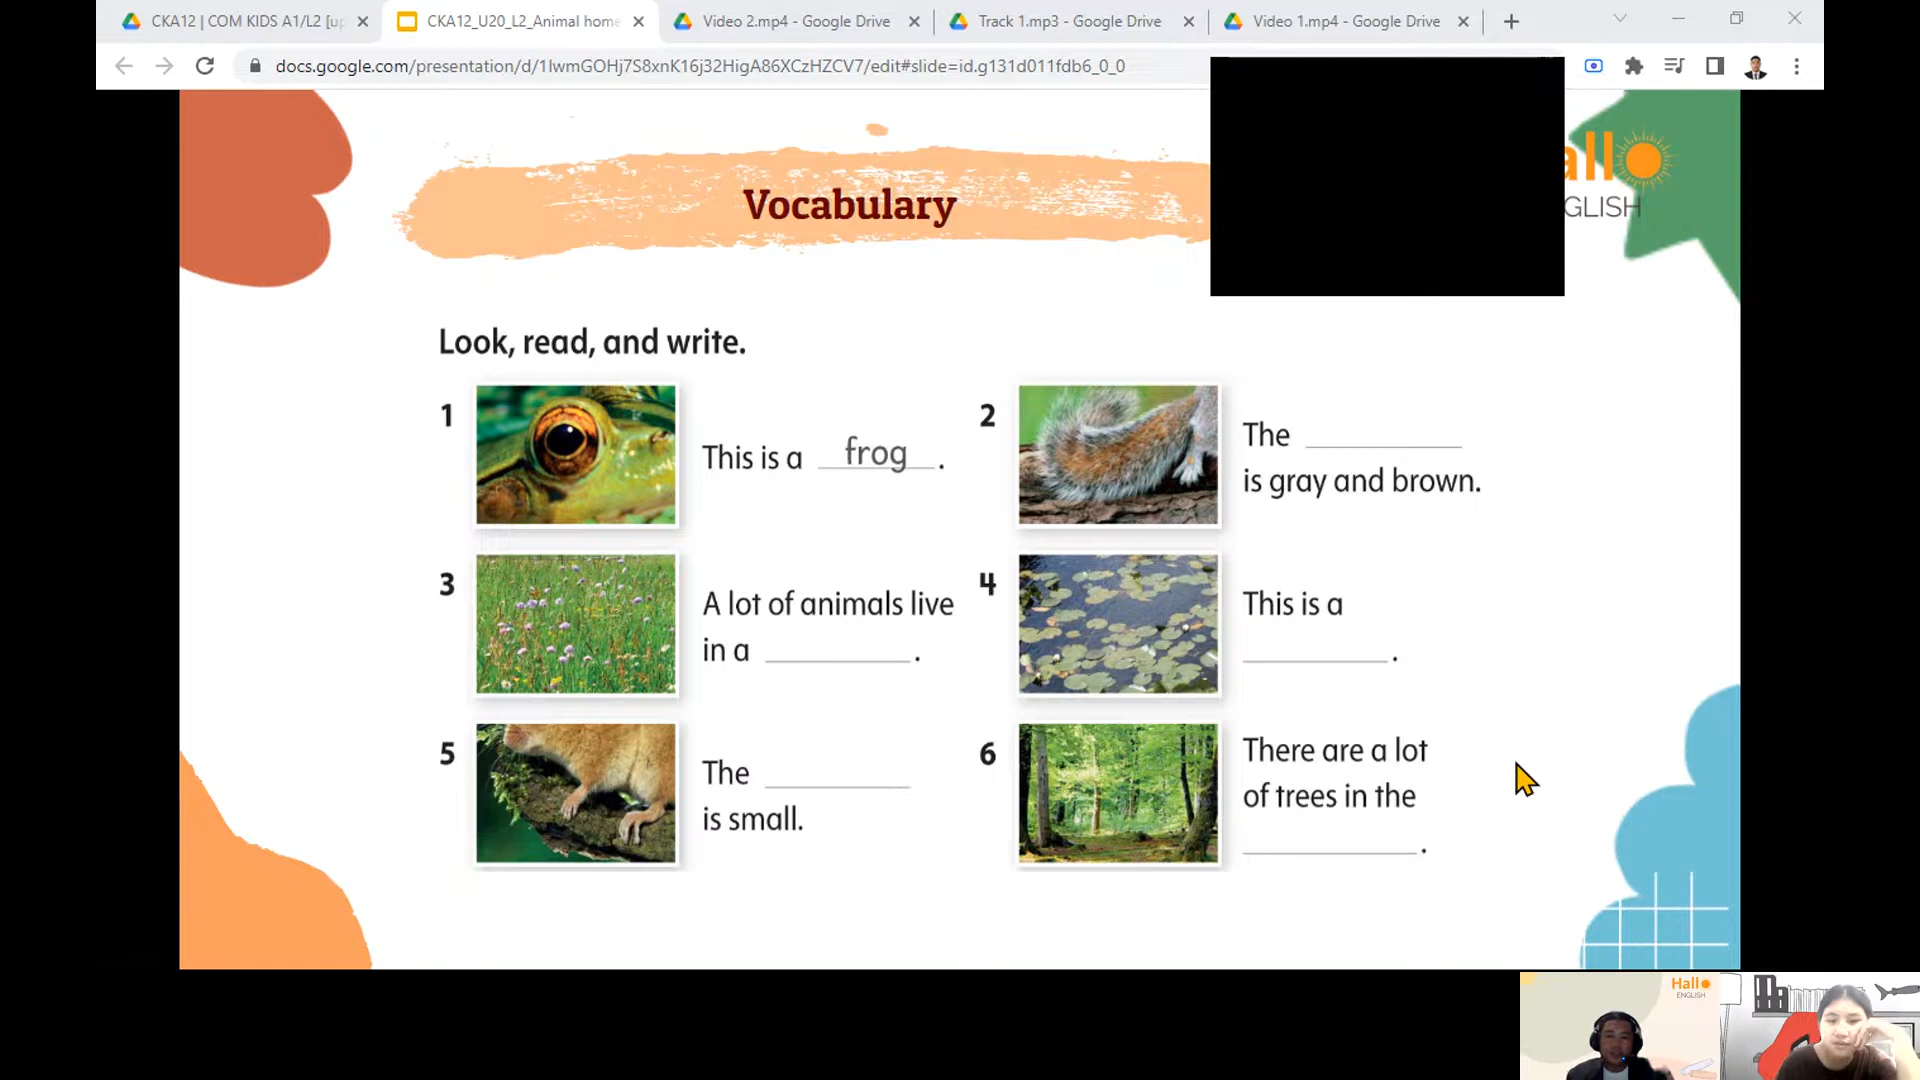 CKA12 | COM KIDS A1/L2 [up
CKA12_U20_L2_Animal home
Video 2.mp4 - Google Drive
Track 1.mp3 - Google Drive
Video 1.mp4 - Google Drive
docs.google.com/presentation/d/1IwmGOHj7S8xnK16j32HigA86XCzHZCV7/edit#slide=id.g131d011fdb6_0_0
all
GLISH
Vocabulary
Look, read, and write.
1
This is a frog.
2
The
is gray and brown.
3
A lot of animals live
in a .
4
This is a
.
5
The
is small.
6
There are a lot
of trees in the
.
Hall
ENGLISH